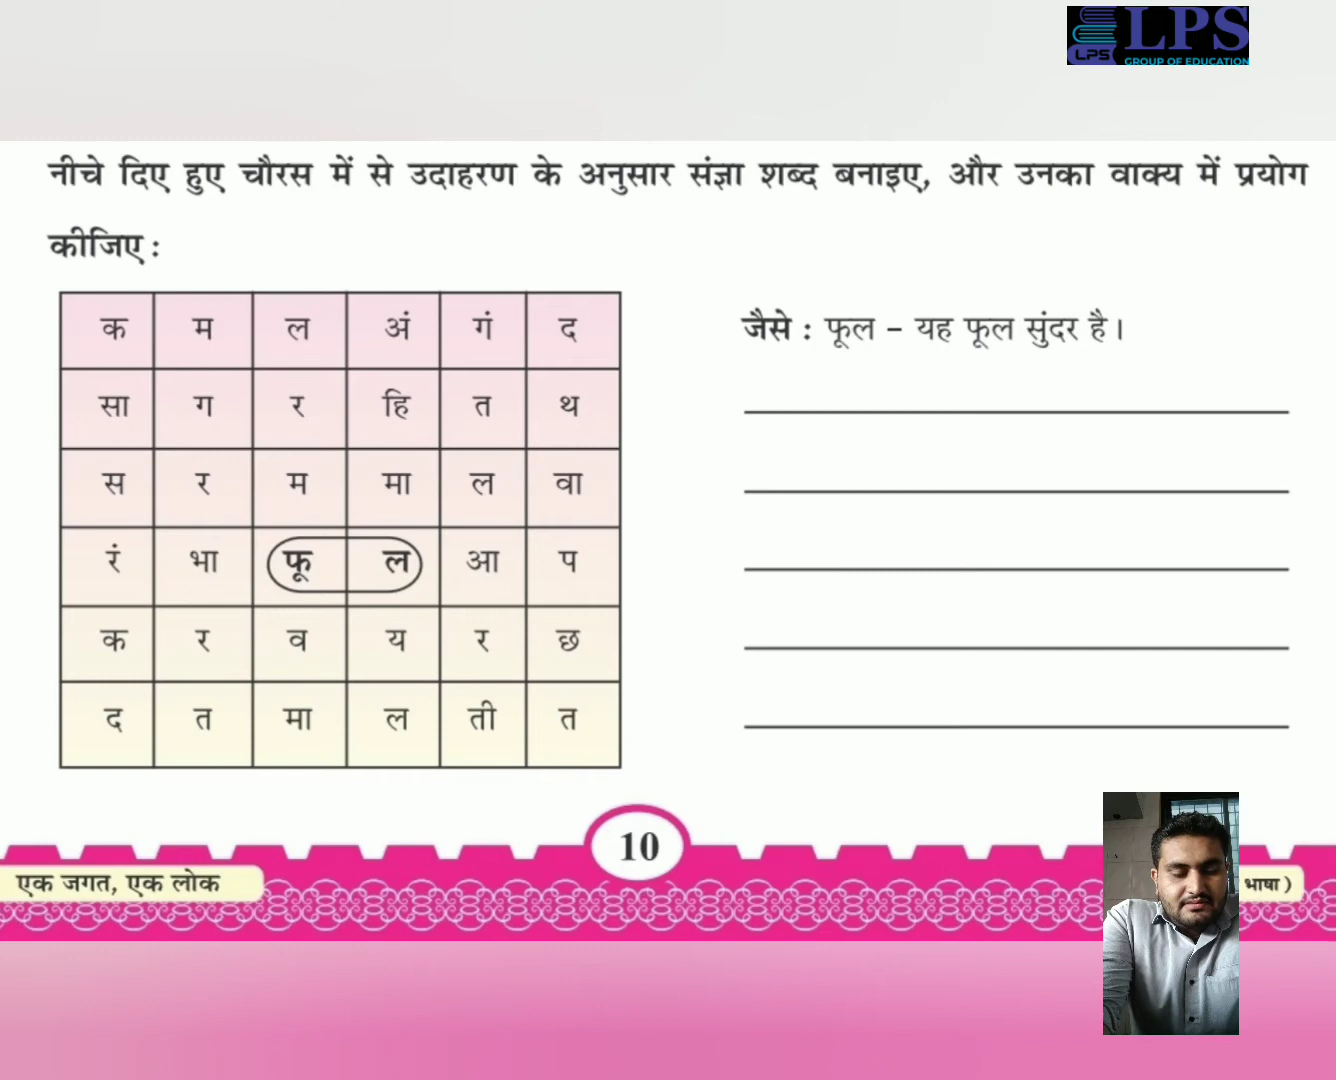 LPS
LPS
GROUP OF EDUCATION
नीचे दिए हुए चौरस में से उदाहरण के अनुसार संज्ञा शब्द बनाइए, और उनका वाक्य में प्रयोग
कीजिए :
क म ल अं गं द
सा ग र हि त थ
स र म मा ल वा
रं भा फू ल आ प
क र व य र छ
द त मा ल ती त
जैसे : फूल – यह फूल सुंदर है।
10
एक जगत, एक लोक
भाषा )